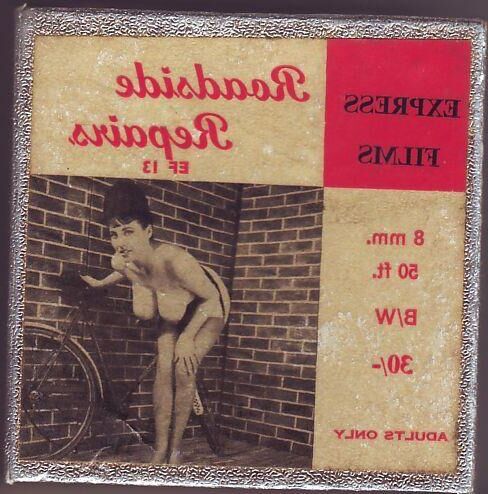 Roadside
Repairs.
EF 13
EXPRESS
FILMS
8 mm.
50 ft.
B/W
30/-
ADULTS ONLY